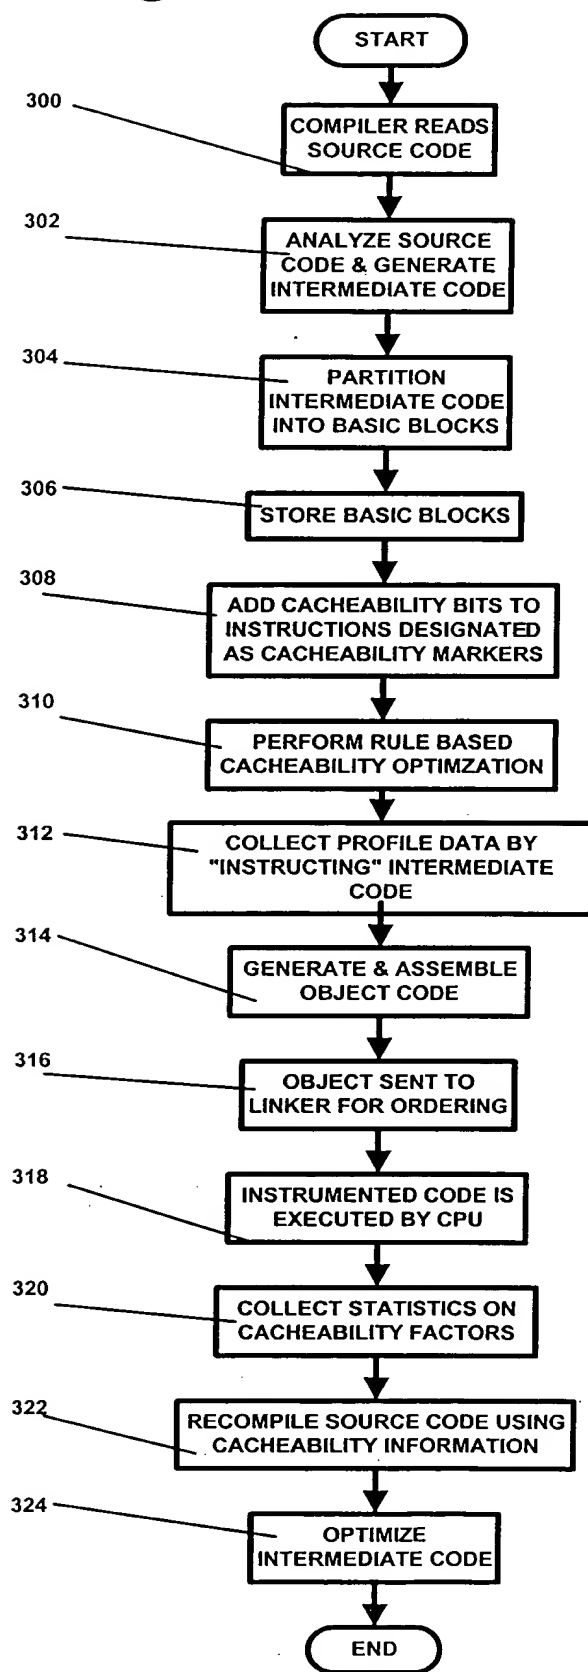 START
300
COMPILER READS
SOURCE CODE
302
ANALYZE SOURCE
CODE & GENERATE
INTERMEDIATE CODE
304
PARTITION
INTERMEDIATE CODE
INTO BASIC BLOCKS
306
STORE BASIC BLOCKS
308
ADD CACHEABILITY BITS TO
INSTRUCTIONS DESIGNATED
AS CACHEABILITY MARKERS
310
PERFORM RULE BASED
CACHEABILITY OPTIMZATION
312
COLLECT PROFILE DATA BY
"INSTRUCTING" INTERMEDIATE
CODE
314
GENERATE & ASSEMBLE
OBJECT CODE
316
OBJECT SENT TO
LINKER FOR ORDERING
318
INSTRUMENTED CODE IS
EXECUTED BY CPU
320
COLLECT STATISTICS ON
CACHEABILITY FACTORS
322
RECOMPILE SOURCE CODE USING
CACHEABILITY INFORMATION
324
OPTIMIZE
INTERMEDIATE CODE
END